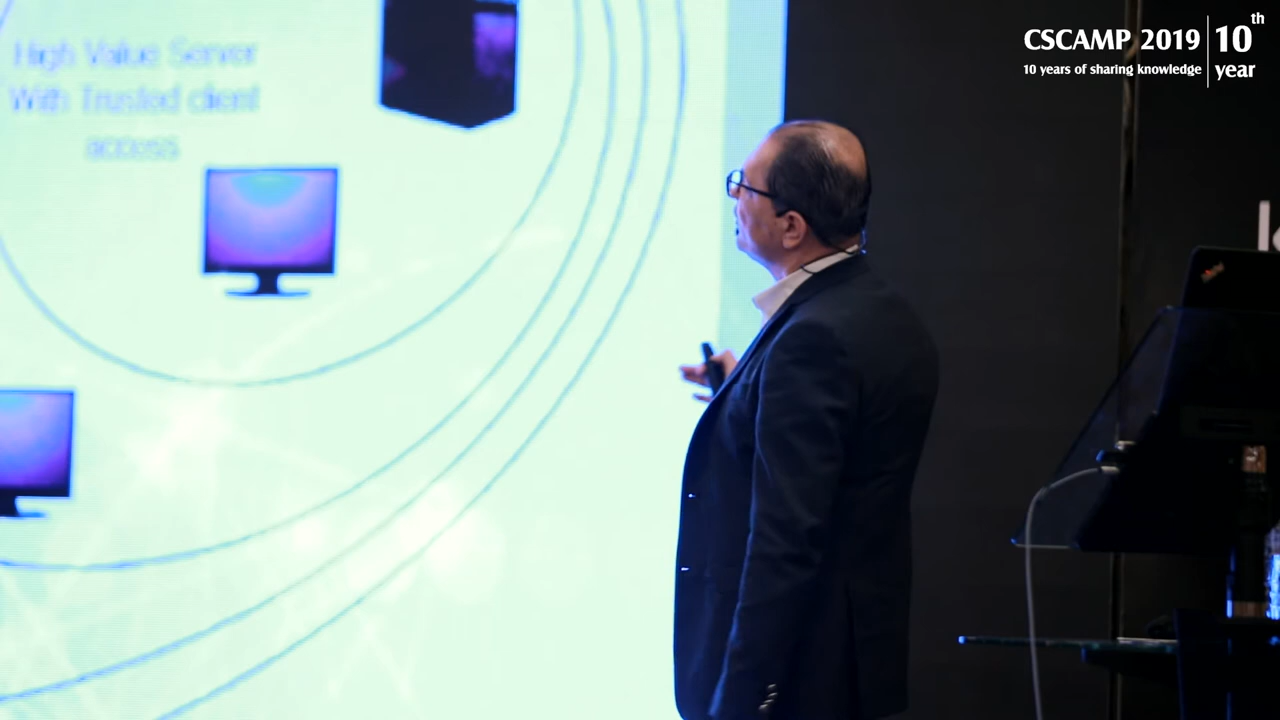 High Value Server
With Trusted client
access
CSCAMP 2019
10 years of sharing knowledge
10th
year